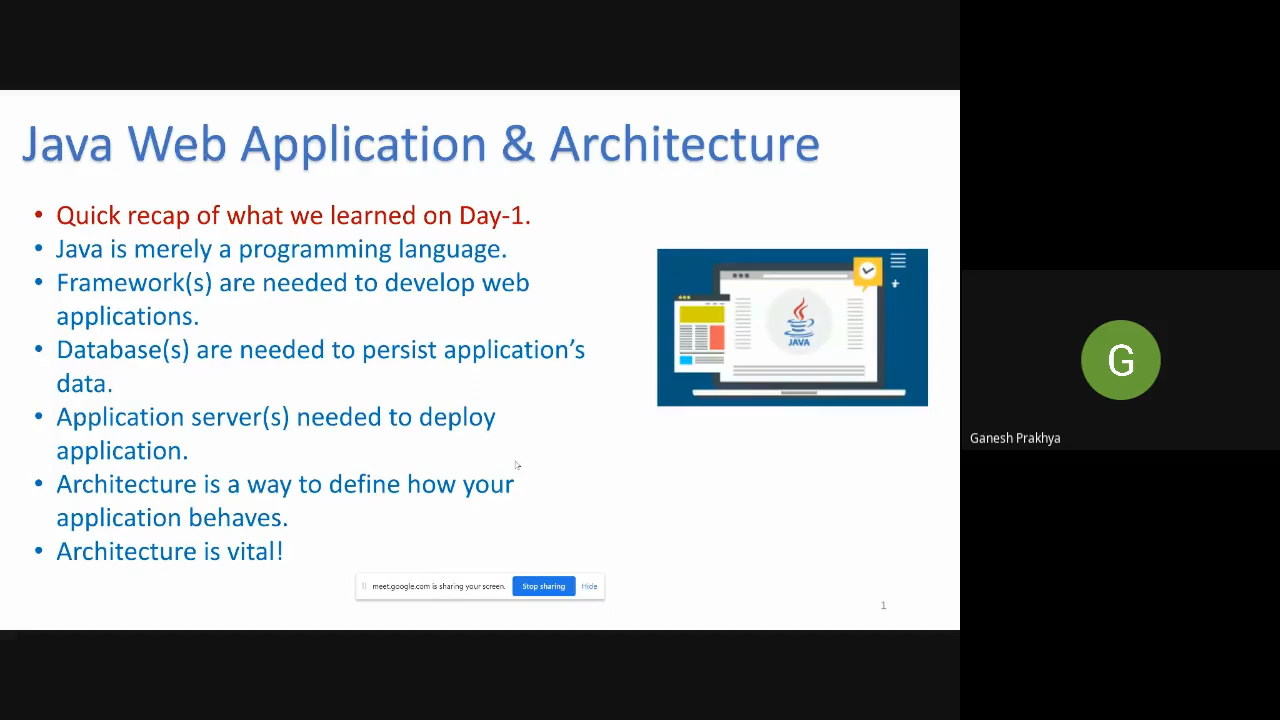 Java Web Application & Architecture
• Quick recap of what we learned on Day-1.
• Java is merely a programming language.
• Framework(s) are needed to develop web
applications.
• Database(s) are needed to persist application’s
data.
• Application server(s) needed to deploy
application.
• Architecture is a way to define how your
application behaves.
• Architecture is vital!
JAVA
meet.google.com is sharing your screen. Stop sharing Hide
1
G
Ganesh Prakhya